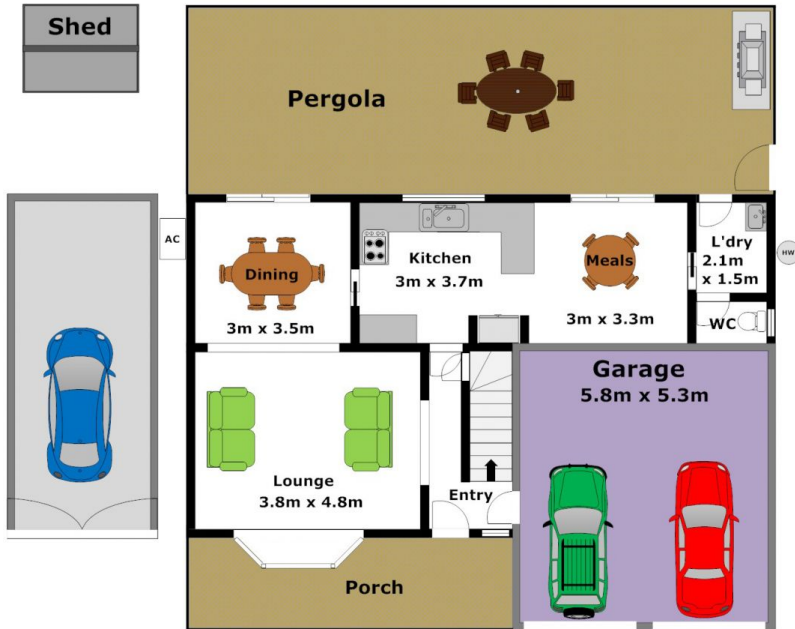 Shed
Pergola
AC
Dining
3m x 3.5m
Kitchen
3m x 3.7m
Meals
3m x 3.3m
L'dry
2.1m
x 1.5m
HW
WC
Garage
5.8m x 5.3m
Lounge
3.8m x 4.8m
Entry
Porch